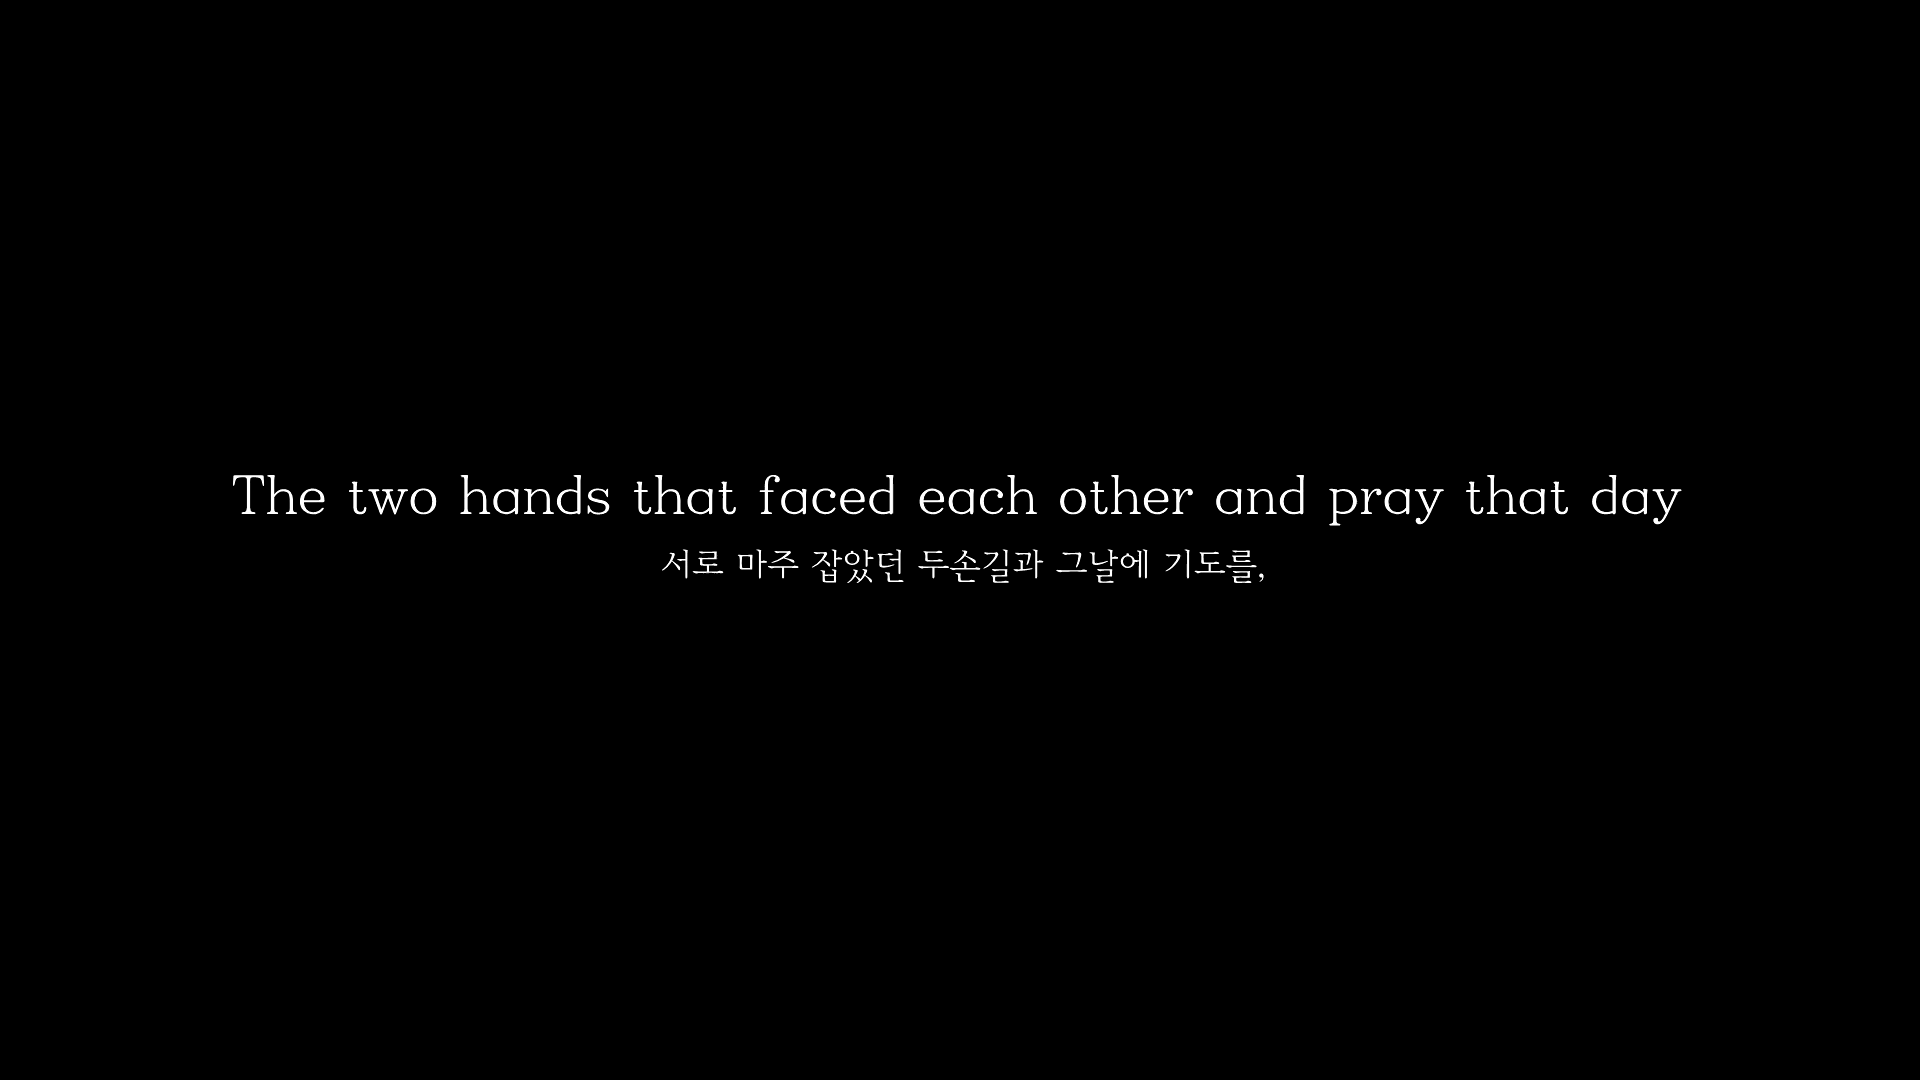 The two hands that faced each other and pray that day
서로 마주 잡았던 두손길과 그날에 기도를,